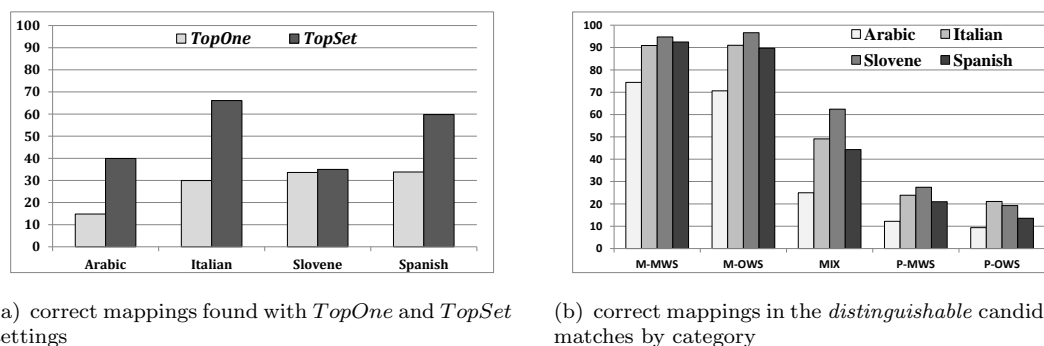 100
90
80
70
60
50
40
30
20
10
0
TopOne TopSet
Arabic Italian Slovene Spanish
100
90
80
70
60
50
40
30
20
10
0
Arabic Italian
Slovene Spanish
M-MWS M-OWS MIX P-MWS P-OWS
a) correct mappings found with TopOne and TopSet
ettings
(b) correct mappings in the distinguishable candid
matches by category